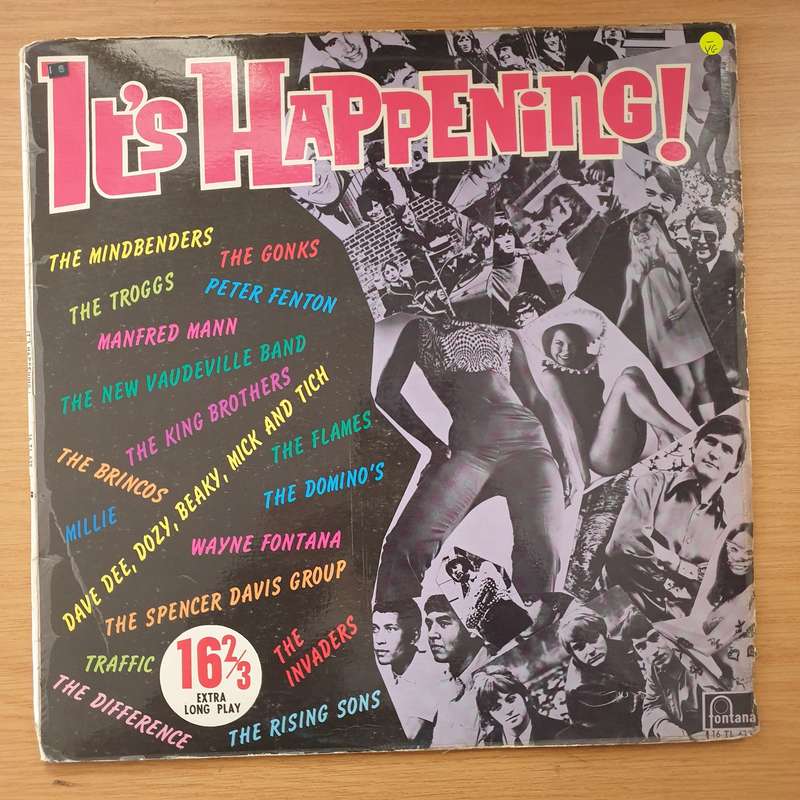 VG
IT'S HAPPENING!
THE MINDBENDERS
THE GONKS
THE TROGGS
PETER FENTON
MANFRED MANN
THE NEW VAUDEVILLE BAND
THE KING BROTHERS
DAVE DEE, DOZY, BEAKY, MICK AND TICH
THE FLAMES
THE BRINCOS
THE DOMINO'S
MILLIE
WAYNE FONTANA
THE SPENCER DAVIS GROUP
TRAFFIC
16 2/3
EXTRA
LONG PLAY
THE
INVADERS
THE DIFFERENCE
THE RISING SONS
fontana